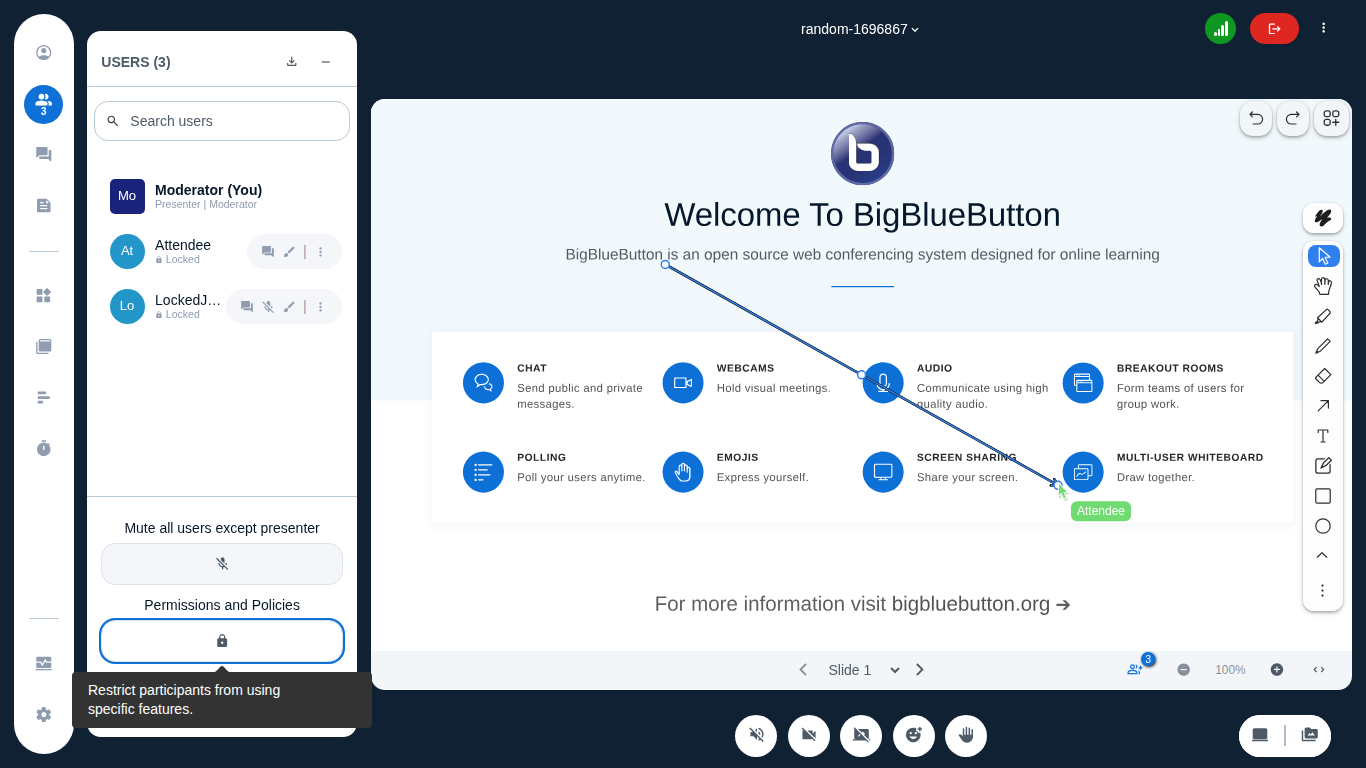 random-1696867
3
USERS (3)
Search users
Mo
Moderator (You)
Presenter | Moderator
At
Attendee
Locked
Lo
LockedJ...
Locked
Mute all users except presenter
Permissions and Policies
Restrict participants from using
specific features.
Welcome To BigBlueButton
BigBlueButton is an open source web conferencing system designed for online learning
CHAT
Send public and private
messages.
WEBCAMS
Hold visual meetings.
AUDIO
Communicate using high
quality audio.
BREAKOUT ROOMS
Form teams of users for
group work.
POLLING
Poll your users anytime.
EMOJIS
Express yourself.
SCREEN SHARING
Share your screen.
MULTI-USER WHITEBOARD
Draw together.
Attendee
For more information visit bigbluebutton.org ➔
Slide 1
3
100%